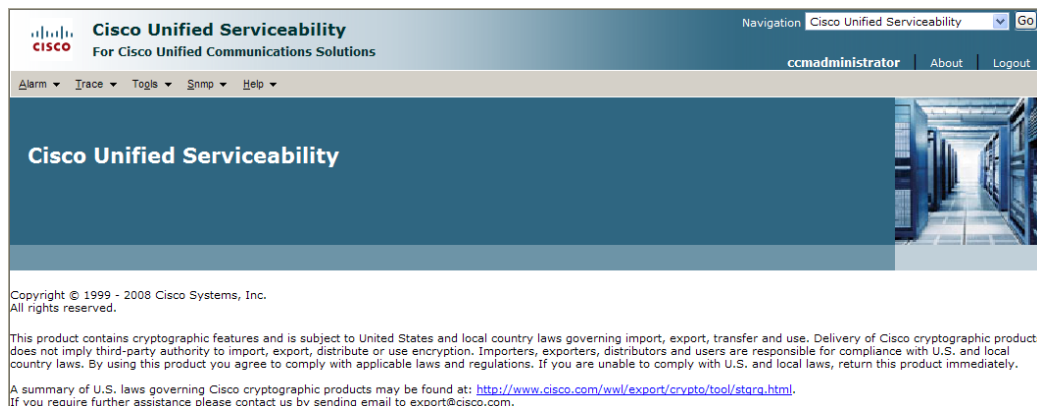 CISCO
Cisco Unified Serviceability
For Cisco Unified Communications Solutions
Navigation Cisco Unified Serviceability Go
ccmadministrator About Logout
Alarm Trace Tools Snmp Help
Cisco Unified Serviceability
Copyright © 1999 - 2008 Cisco Systems, Inc.
All rights reserved.
This product contains cryptographic features and is subject to United States and local country laws governing import, export, transfer and use. Delivery of Cisco cryptographic product
does not imply third-party authority to import, export, distribute or use encryption. Importers, exporters, distributors and users are responsible for compliance with U.S. and local
country laws. By using this product you agree to comply with applicable laws and regulations. If you are unable to comply with U.S. and local laws, return this product immediately.
A summary of U.S. laws governing Cisco cryptographic products may be found at: http://www.cisco.com/wwl/export/crypto/tool/stqrg.html.
If you require further assistance please contact us by sending email to export@cisco.com.